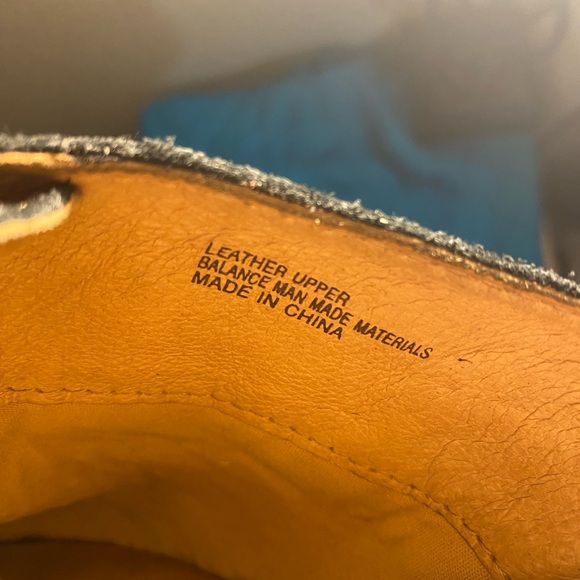 LEATHER UPPER
BALANCE MAN MADE MATERIALS
MADE IN CHINA